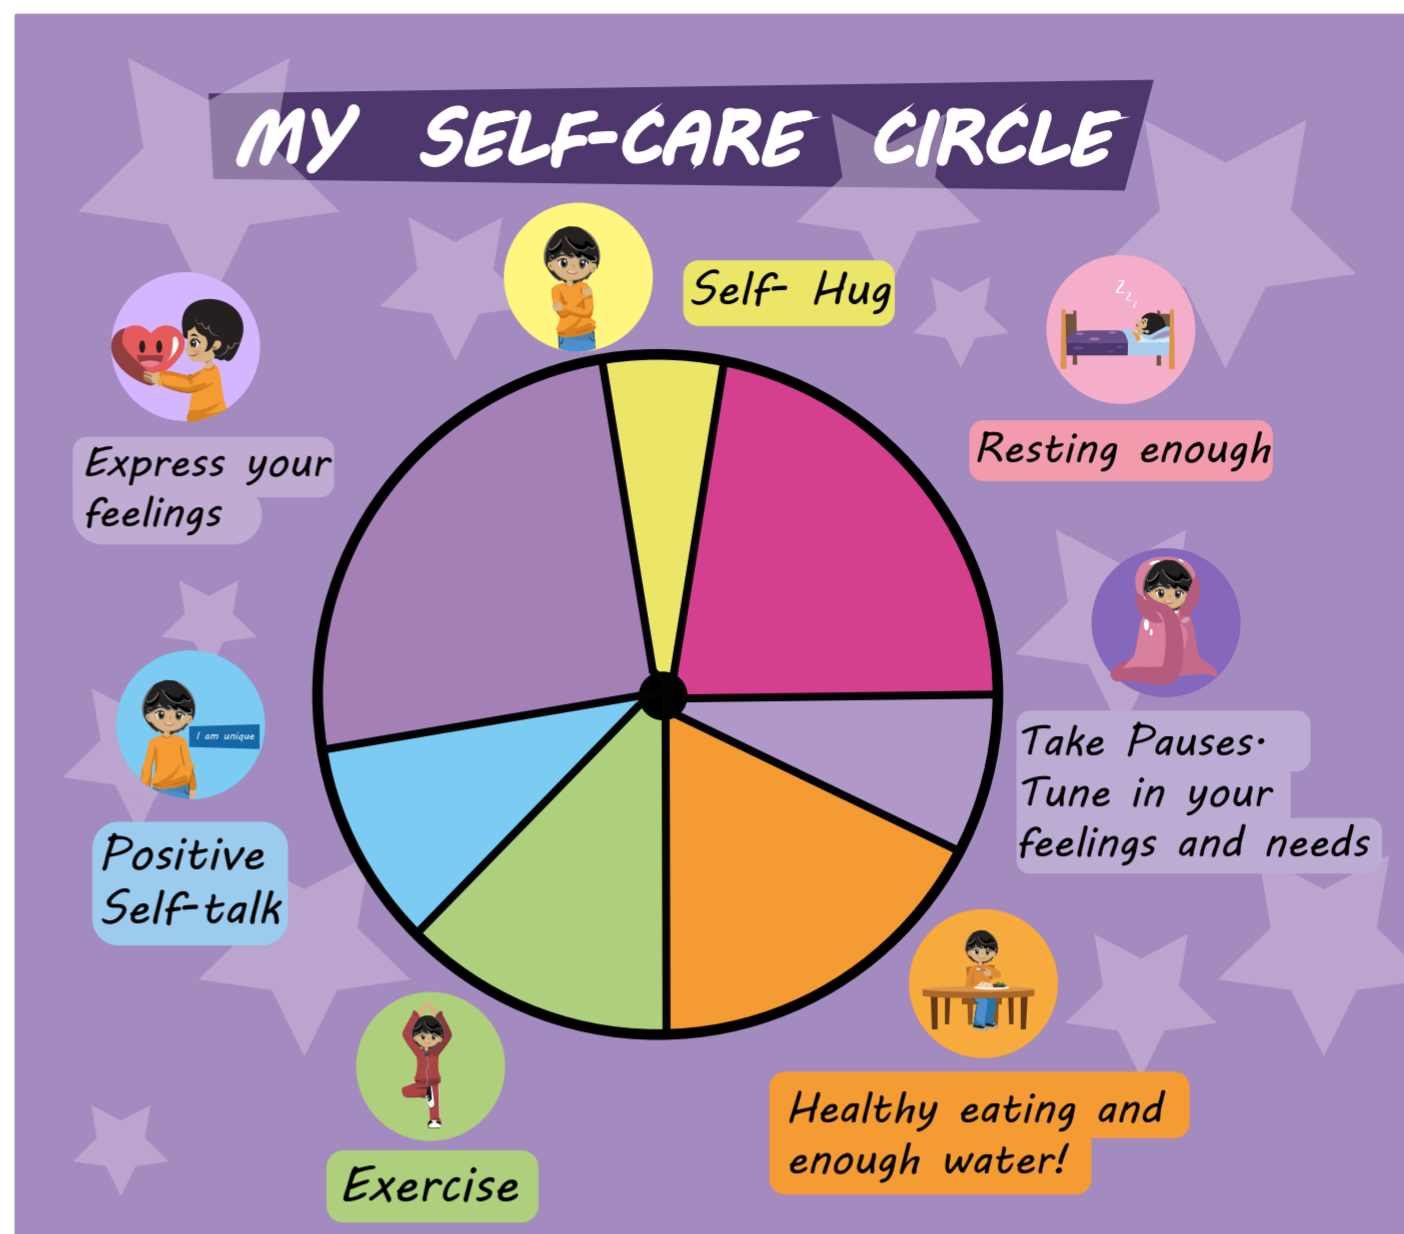 MY SELF-CARE CIRCLE
Self- Hug
Resting enough
zzz
Express your
feelings
I am unique
Take Pauses·
Tune in your
feelings and needs
Positive
Self-talk
Healthy eating and
enough water!
Exercise